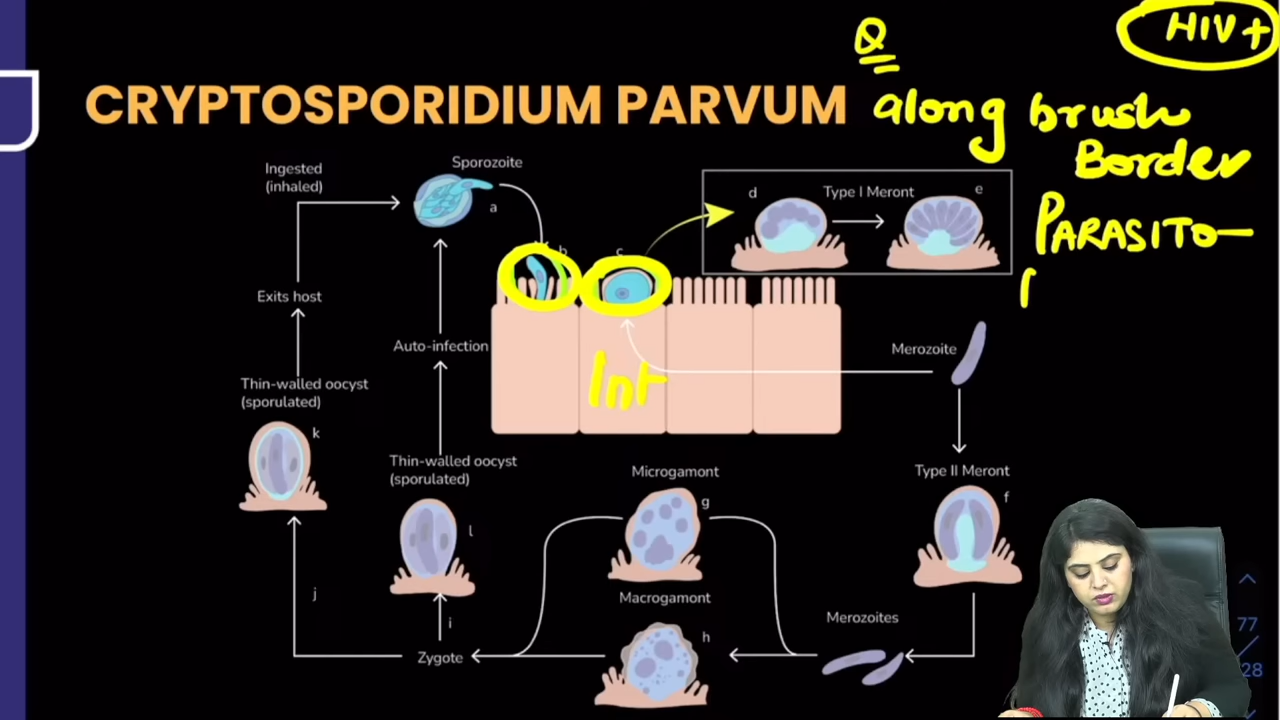 HIV+
Q
CRYPTOSPORIDIUM PARVUM
along brush
Border
PARASITO-
Ingested
(inhaled)
Sporozoite
a
b
c
d
Type I Meront
e
Exits host
Auto-infection
Merozoite
Int
Thin-walled oocyst
(sporulated)
k
Thin-walled oocyst
(sporulated)
l
Microgamont
g
Type II Meront
f
j
i
Macrogamont
h
Merozoites
Zygote
77
28